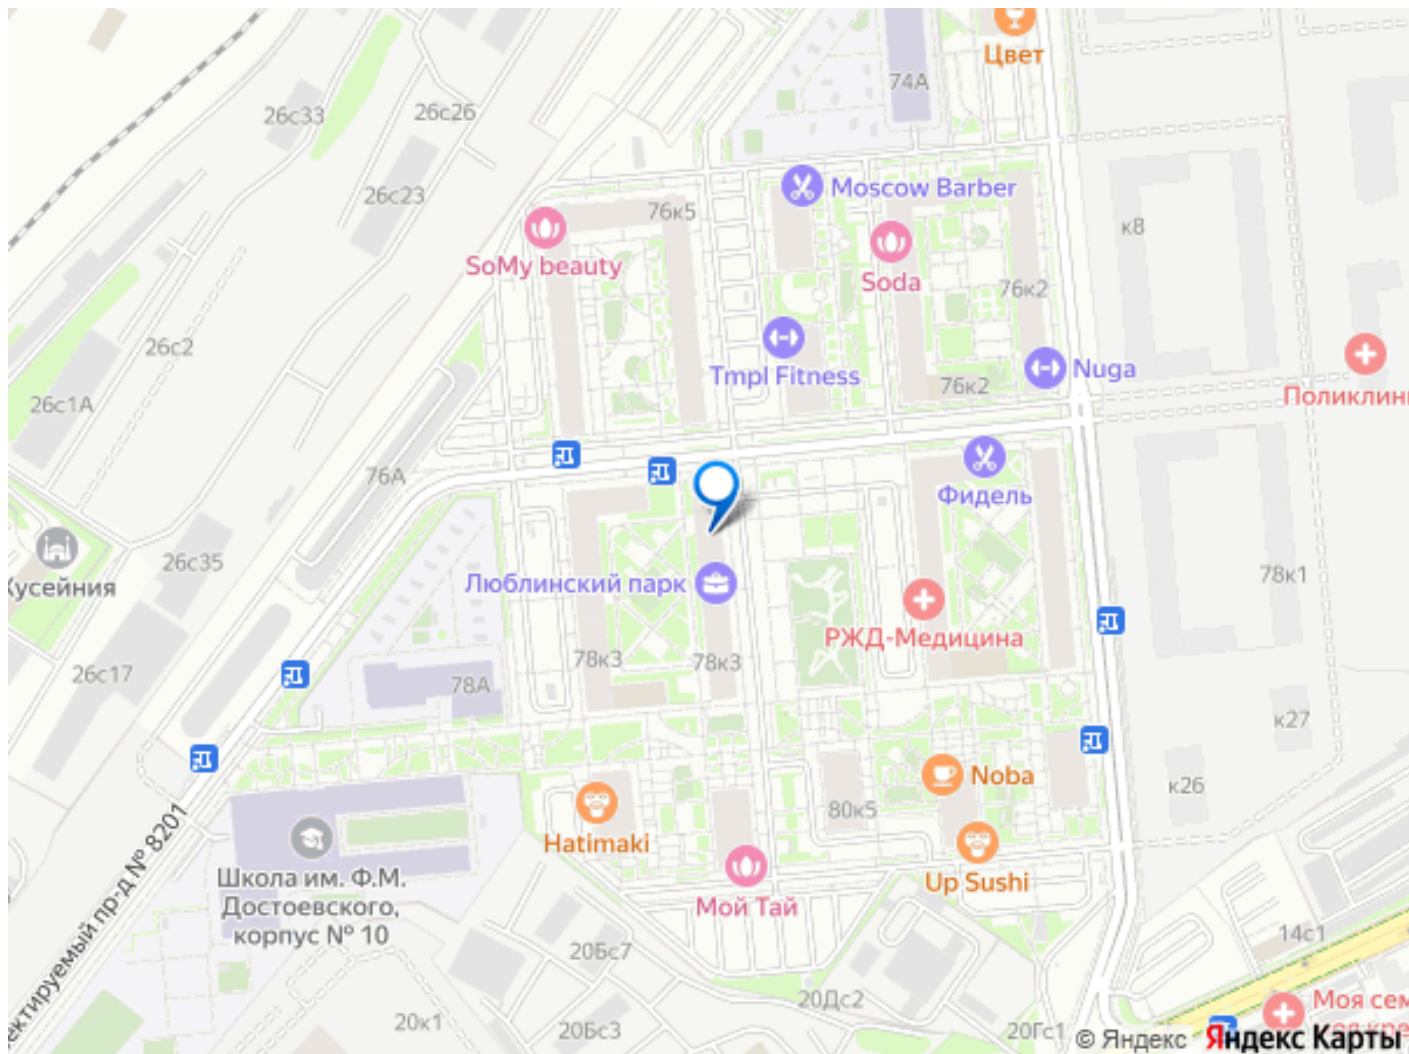 Цвет
74А
26с33
26с26
Moscow Barber
26с23
76к5
к8
SoMy beauty
Soda
76к2
26с2
Tmpl Fitness
Nuga
76к2
26с1А
76А
Фидель
26с35
78к1
Люблинский парк
РЖД-Медицина
78к3
78к3
26с17
78А
к27
Noba
к26
80к5
Hatimaki
Школа им. Ф.М.
Достоевского,
корпус № 10
Up Sushi
Мой Тай
14с1
20Бс7
20Дс2
Моя сем
20к1
20Бс3
20Гс1
пр-д № 8201
© Яндекс Яндекс Карты